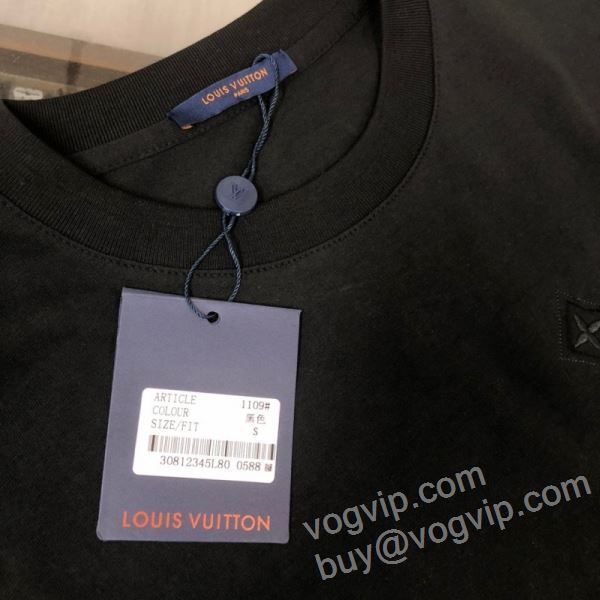 LOUIS VUITTON
PARIS
ARTICLE 1109#
COLOUR 黑色
SIZE/FIT S
30812345L80 0588
LOUIS VUITTON
vogvip.com
buy@vogvip.com